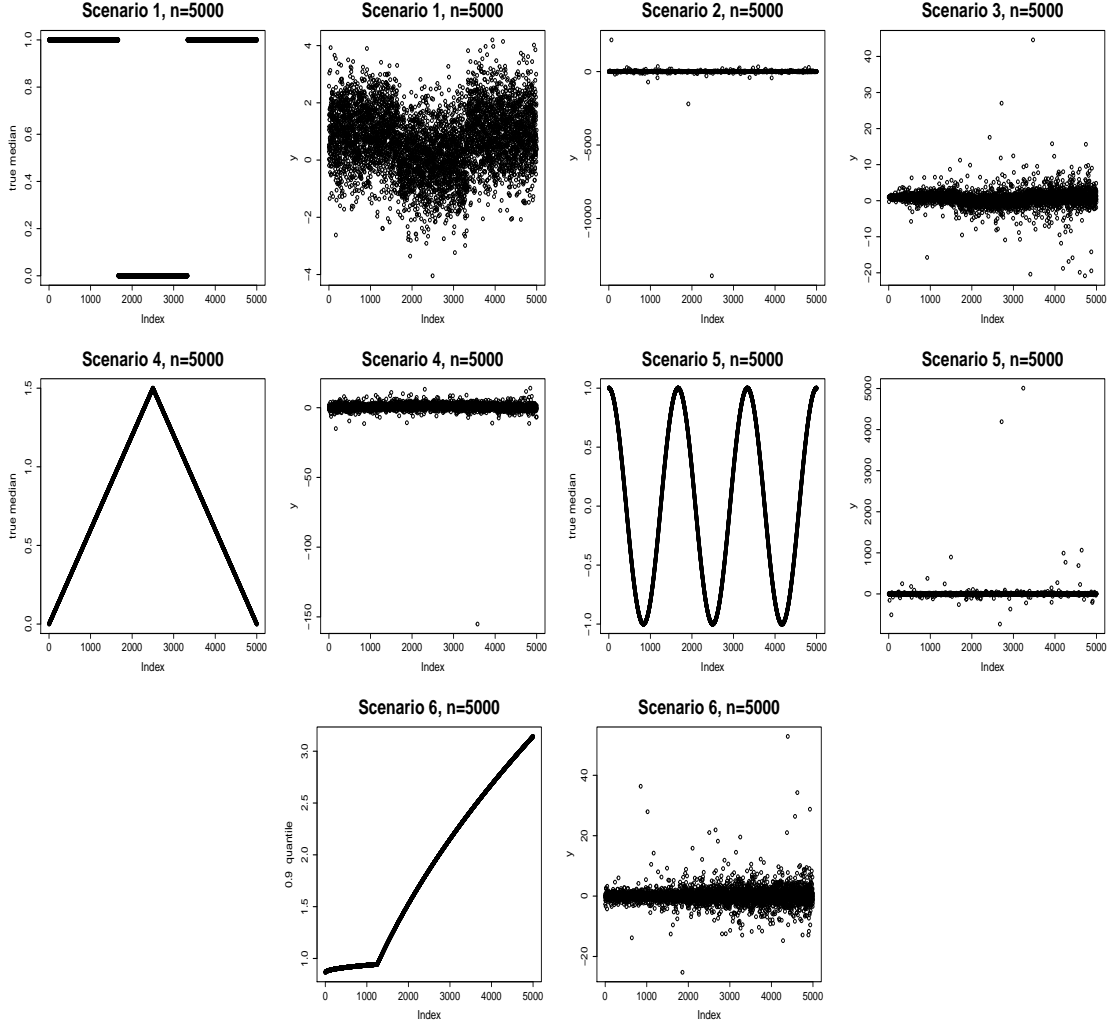 Scenario 1, n=5000
true median
0.0 0.2 0.4 0.6 0.8 1.0
0 1000 2000 3000 4000 5000
Index
Scenario 1, n=5000
y
−4 −2 0 2 4
0 1000 2000 3000 4000 5000
Index
Scenario 2, n=5000
y
−10000 −5000 0
0 1000 2000 3000 4000 5000
Index
Scenario 3, n=5000
y
−20 −10 0 10 20 30 40
0 1000 2000 3000 4000 5000
Index
Scenario 4, n=5000
true median
0.0 0.5 1.0 1.5
0 1000 2000 3000 4000 5000
Index
Scenario 4, n=5000
y
−150 −100 −50 0
0 1000 2000 3000 4000 5000
Index
Scenario 5, n=5000
true median
−1.0 −0.5 0.0 0.5 1.0
0 1000 2000 3000 4000 5000
Index
Scenario 5, n=5000
y
0 1000 2000 3000 4000 5000
0 1000 2000 3000 4000 5000
Index
Scenario 6, n=5000
0.9 quantile
1.0 1.5 2.0 2.5 3.0
0 1000 2000 3000 4000 5000
Index
Scenario 6, n=5000
y
−20 0 20 40
0 1000 2000 3000 4000 5000
Index